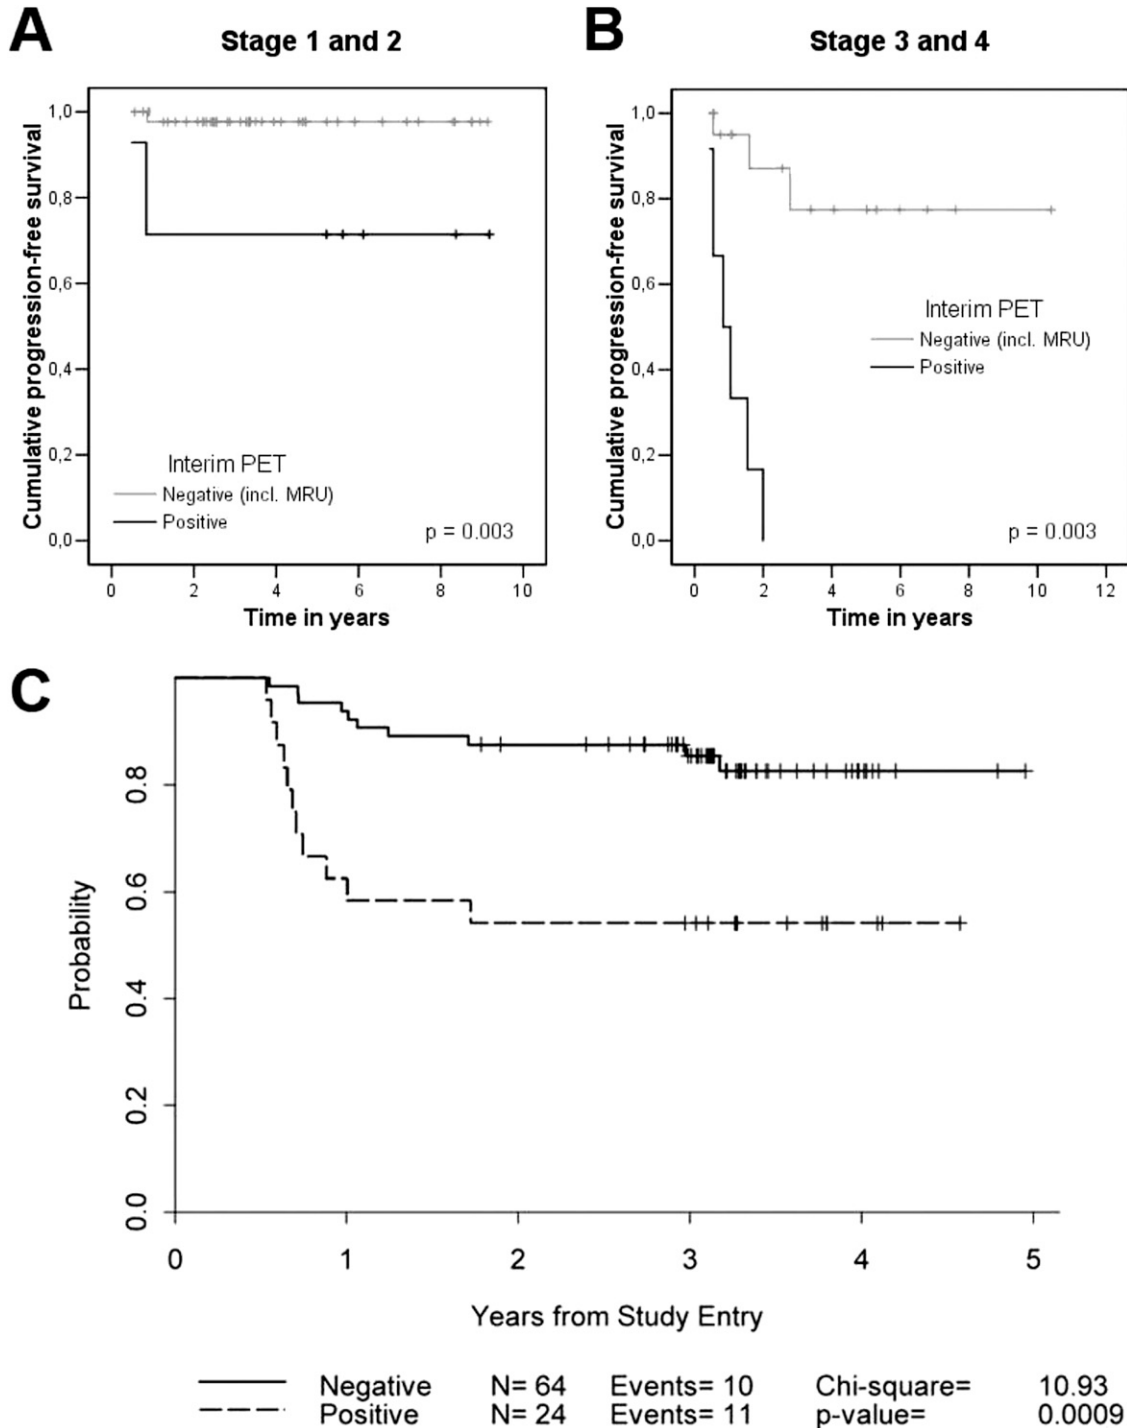 A
Stage 1 and 2
Cumulative progression-free survival
1,0
0,8
0,6
0,4
0,2
0,0
Interim PET
Negative (incl. MRU)
Positive
p = 0.003
0 2 4 6 8 10
Time in years
B
Stage 3 and 4
Cumulative progression-free survival
1,0
0,8
0,6
0,4
0,2
0,0
Interim PET
Negative (incl. MRU)
Positive
p = 0.003
0 2 4 6 8 10 12
Time in years
C
Probability
0.8
0.6
0.4
0.2
0.0
0 1 2 3 4 5
Years from Study Entry
Negative N= 64 Events= 10 Chi-square= 10.93
Positive N= 24 Events= 11 p-value= 0.0009